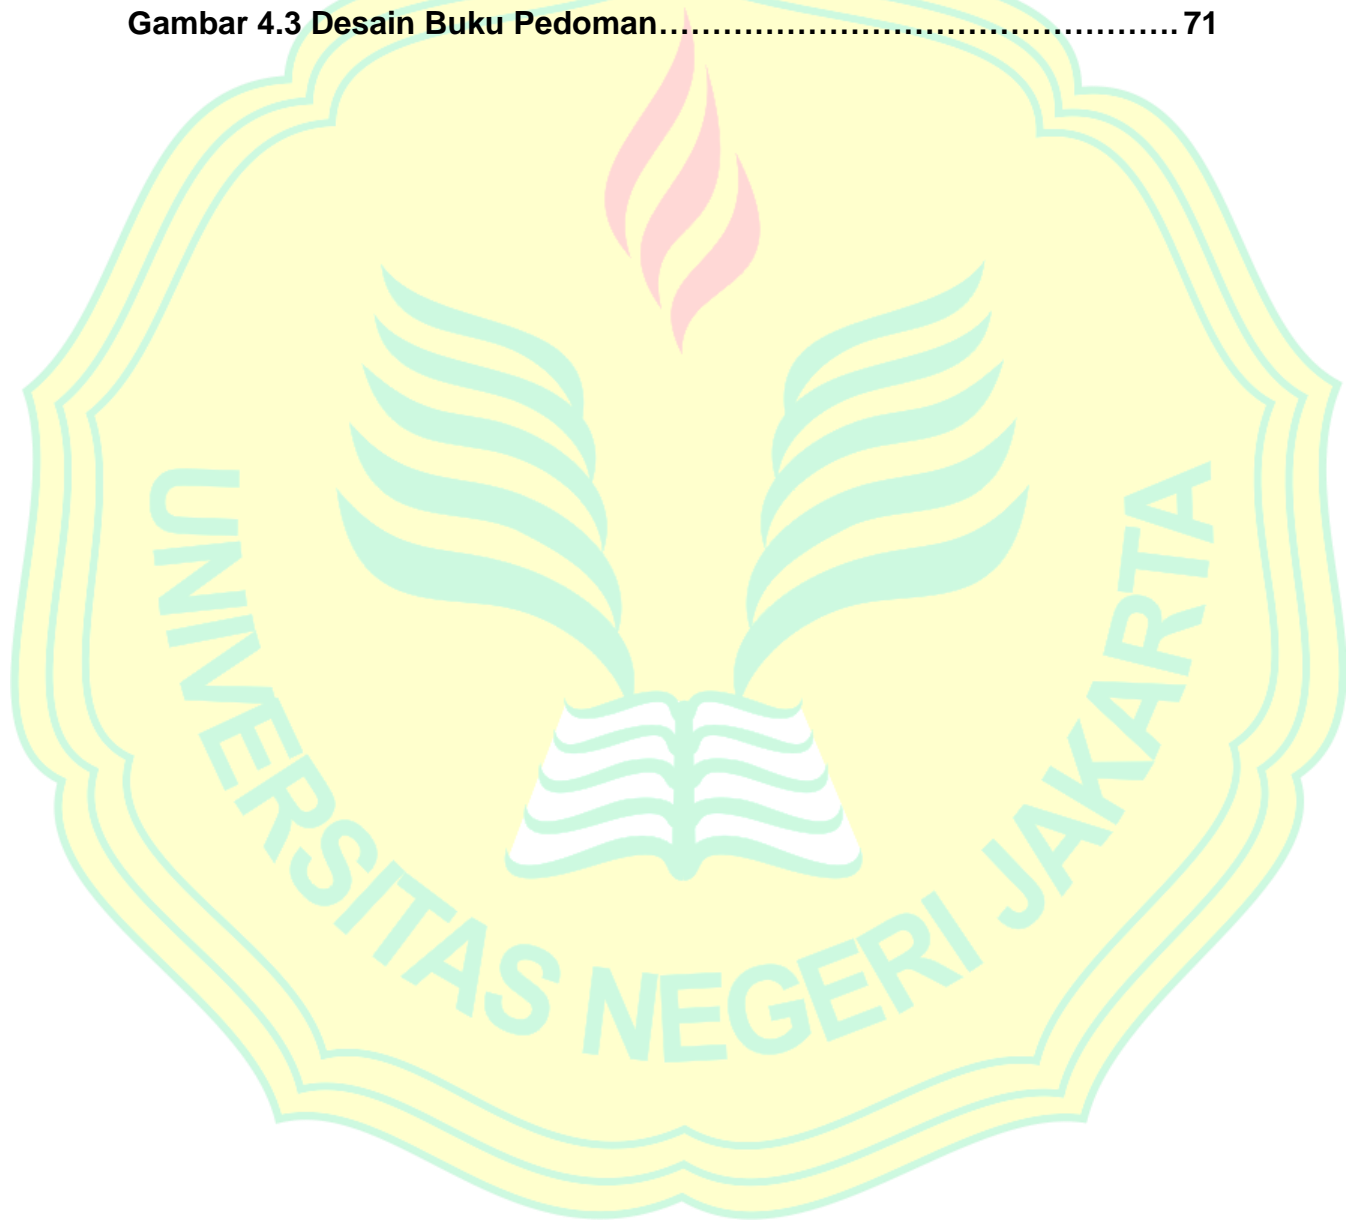 Gambar 4.3 Desain Buku Pedoman……………………………………………….71
UNIVERSITAS NEGERI JAKARTA